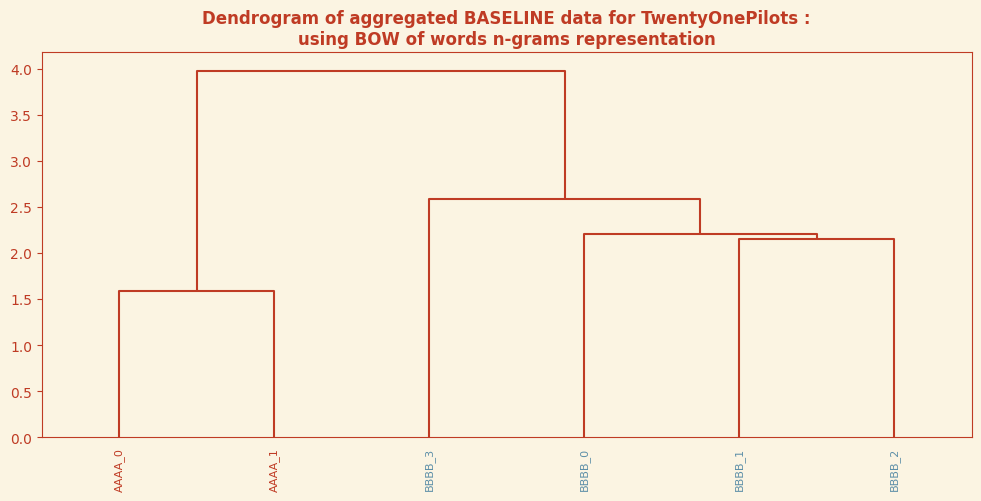 Dendrogram of aggregated BASELINE data for TwentyOnePilots :
using BOW of words n-grams representation
4.0
3.5
3.0
2.5
2.0
1.5
1.0
0.5
0.0
AAAA_0
AAAA_1
BBBB_3
BBBB_0
BBBB_1
BBBB_2